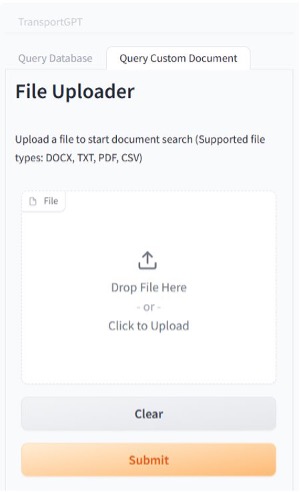 TransportGPT
Query Database
Query Custom Document
File Uploader
Upload a file to start document search (Supported file
types: DOCX, TXT, PDF, CSV)
File
Drop File Here
- or -
Click to Upload
Clear
Submit